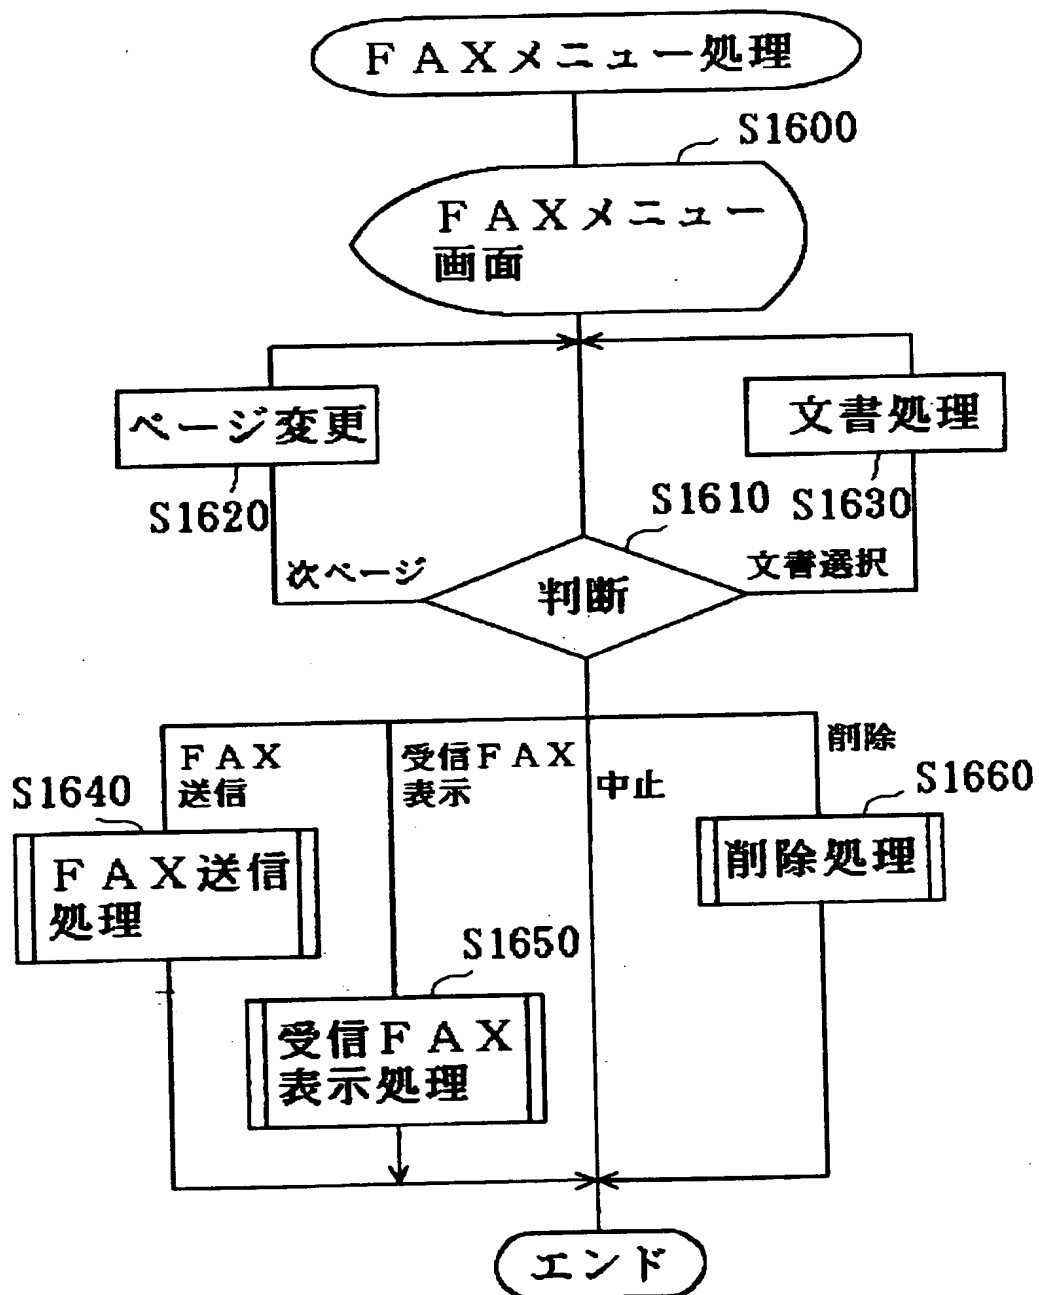 FAXメニュー処理
S1600
FAXメニュー
画面
ページ変更
文書処理
S1620
S1610
S1630
次ページ
判断
文書選択
FAX
送信
受信FAX
表示
中止
削除
S1640
S1660
FAX送信
処理
削除処理
S1650
受信FAX
表示処理
エンド